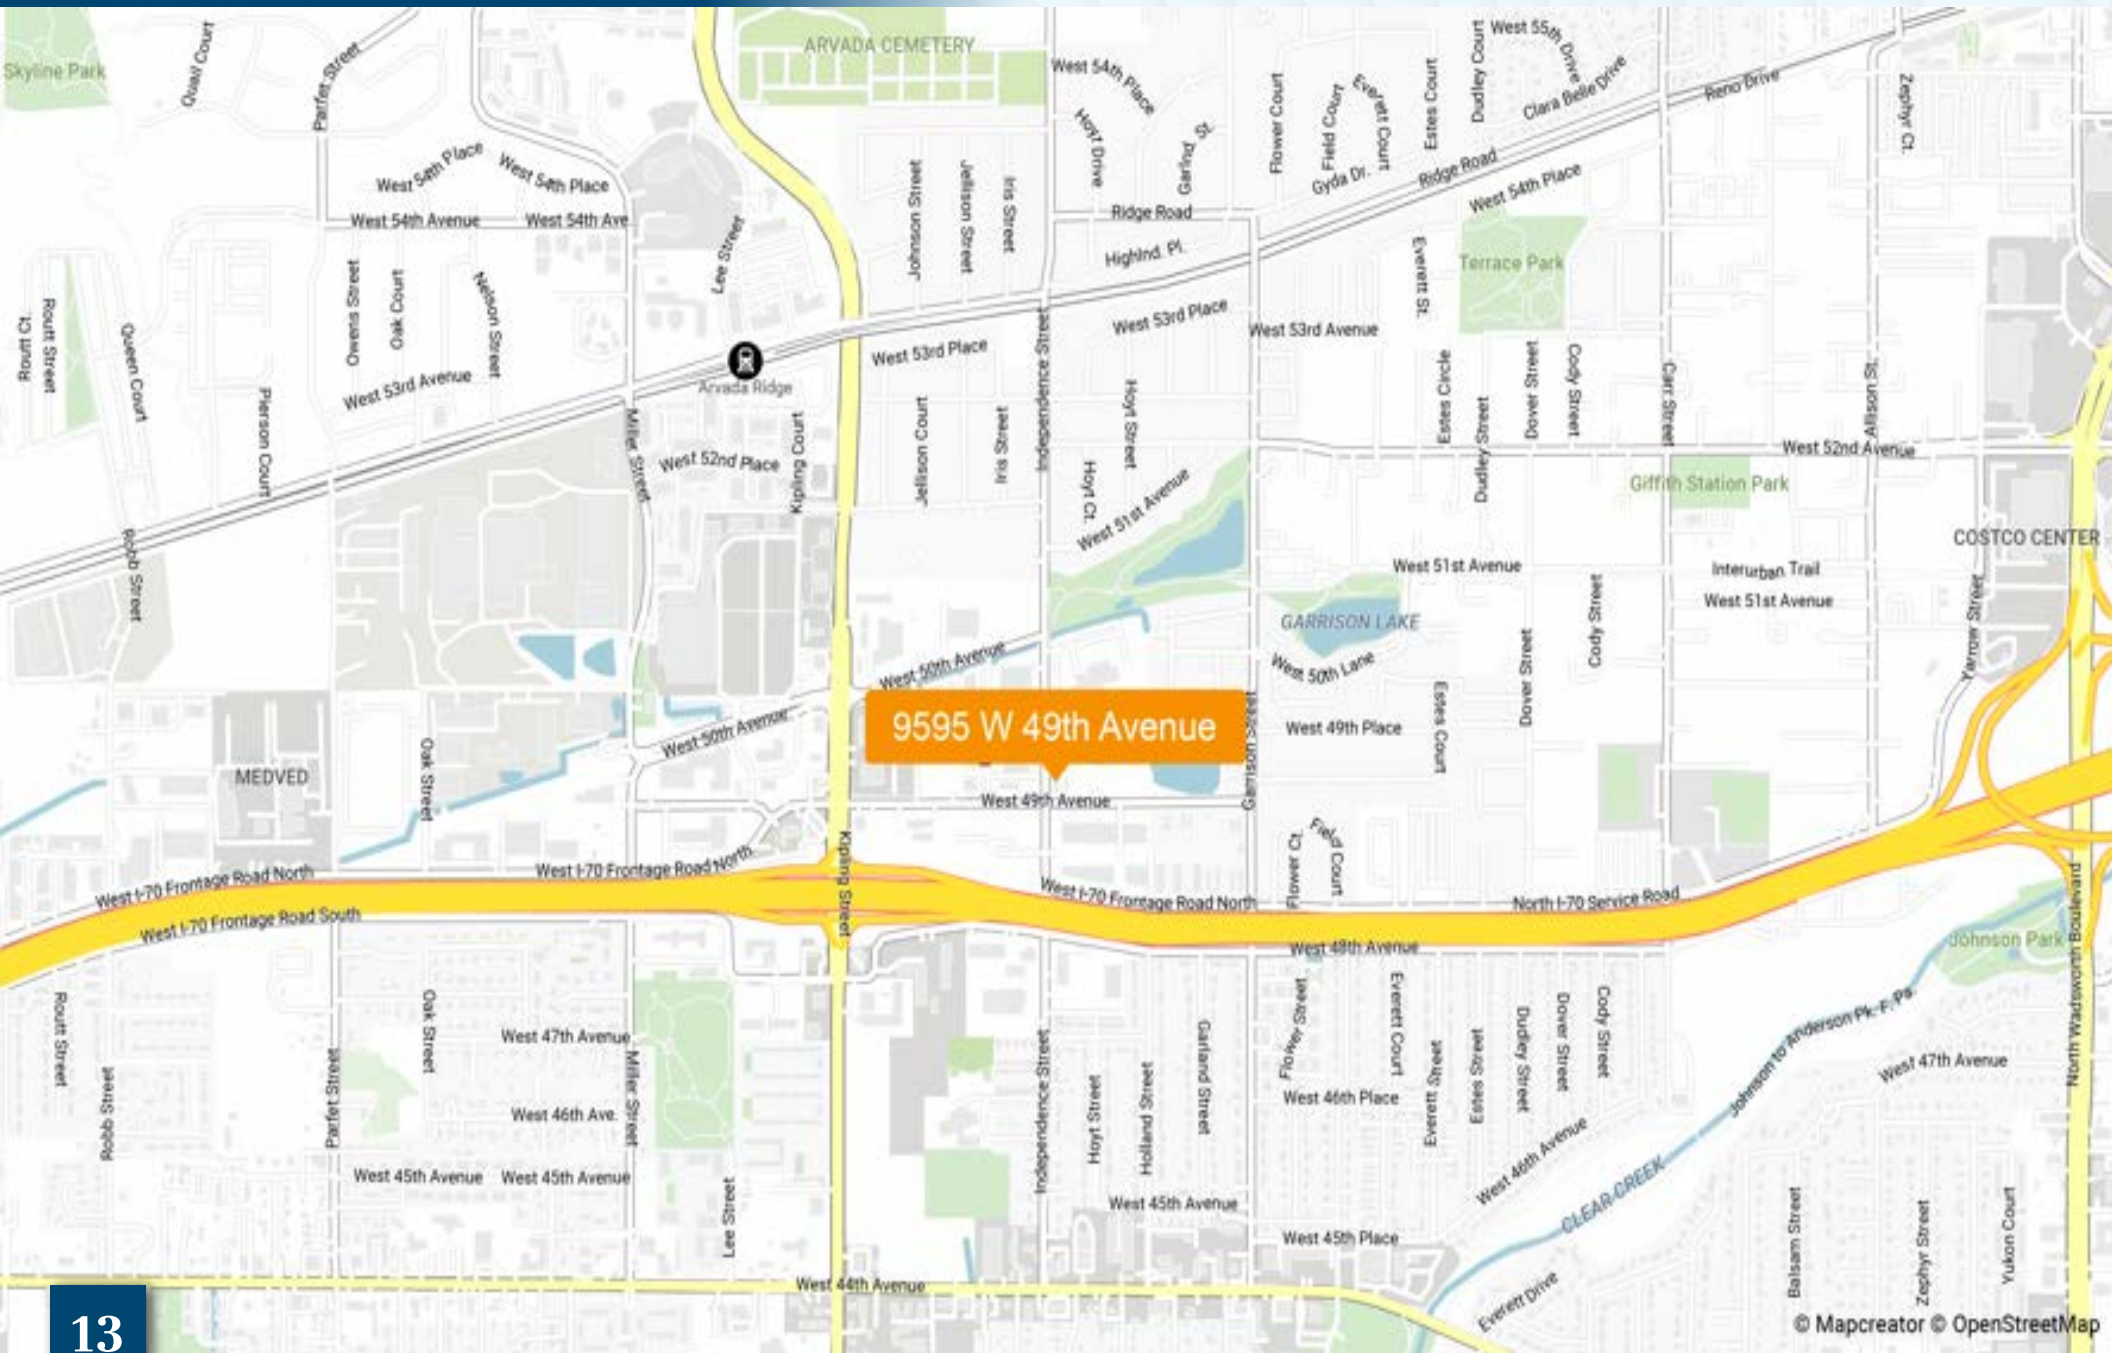 Skyline Park
Quail Court
Parfet Street
ARVADA CEMETERY
West 54th Place
Hoyt Drive
Garlnd St.
Flower Court
Field Court
Everett Court
Estes Court
Dudley Court
West 55th Drive
Clara Belle Drive
Reno Drive
Zephyr Ct.
West 54th Place
West 54th Place
West 54th Avenue
West 54th Ave
Lee Street
Johnson Street
Jellison Street
Iris Street
Ridge Road
Highlnd. Pl.
Gyda Dr.
Ridge Road
West 54th Place
Terrace Park
Everett St.
Routt Ct.
Routt Street
Queen Court
Owens Street
Oak Court
Nelson Street
West 53rd Avenue
Pierson Court
Arvada Ridge
West 53rd Place
Independence Street
West 53rd Place
West 53rd Avenue
Estes Circle
Dudley Street
Dover Street
Cody Street
Carr Street
Allison St.
Miller Street
West 52nd Place
Kipling Court
Jellison Court
Iris Street
Hoyt Street
Hoyt Ct.
West 51st Avenue
West 52nd Avenue
Giffith Station Park
COSTCO CENTER
Robb Street
West 51st Avenue
Interurban Trail
West 51st Avenue
Cody Street
Yarrow Street
GARRISON LAKE
West 50th Avenue
West 50th Lane
Dover Street
9595 W 49th Avenue
Garrison Street
West 49th Place
Estes Court
West 50th Avenue
MEDVED
Oak Street
West 49th Avenue
Kipling Street
Flower Ct.
Field Court
West I-70 Frontage Road North
West I-70 Frontage Road North
West I-70 Frontage Road North
North I-70 Service Road
West I-70 Frontage Road South
West 48th Avenue
Johnson Park
North Wadsworth Boulevard
Routt Street
Robb Street
Parfet Street
Oak Street
West 47th Avenue
Miller Street
West 46th Ave.
West 45th Avenue
West 45th Avenue
Lee Street
Independence Street
Hoyt Street
Holland Street
Garland Street
West 45th Avenue
Flower Street
Everett Court
Everett Street
Estes Street
Dudley Street
Dover Street
Cody Street
West 46th Place
West 46th Avenue
West 45th Place
Johnson to Anderson Pk. F. Pa.
West 47th Avenue
CLEAR CREEK
Everett Drive
Balsam Street
Zephyr Street
Yukon Court
West 44th Avenue
13
© Mapcreator © OpenStreetMap